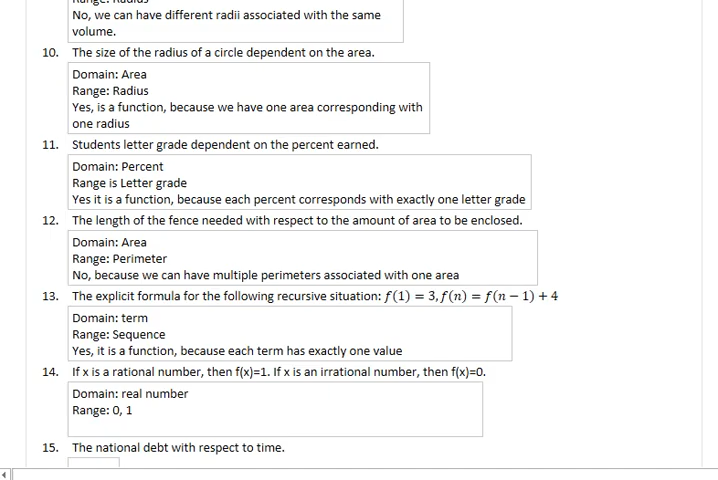 No, we can have different radii associated with the same
volume.
10. The size of the radius of a circle dependent on the area.
Domain: Area
Range: Radius
Yes, is a function, because we have one area corresponding with
one radius
11. Students letter grade dependent on the percent earned.
Domain: Percent
Range is Letter grade
Yes it is a function, because each percent corresponds with exactly one letter grade
12. The length of the fence needed with respect to the amount of area to be enclosed.
Domain: Area
Range: Perimeter
No, because we can have multiple perimeters associated with one area
13. The explicit formula for the following recursive situation: f(1) = 3, f(n) = f(n − 1) + 4
Domain: term
Range: Sequence
Yes, it is a function, because each term has exactly one value
14. If x is a rational number, then f(x)=1. If x is an irrational number, then f(x)=0.
Domain: real number
Range: 0, 1
15. The national debt with respect to time.